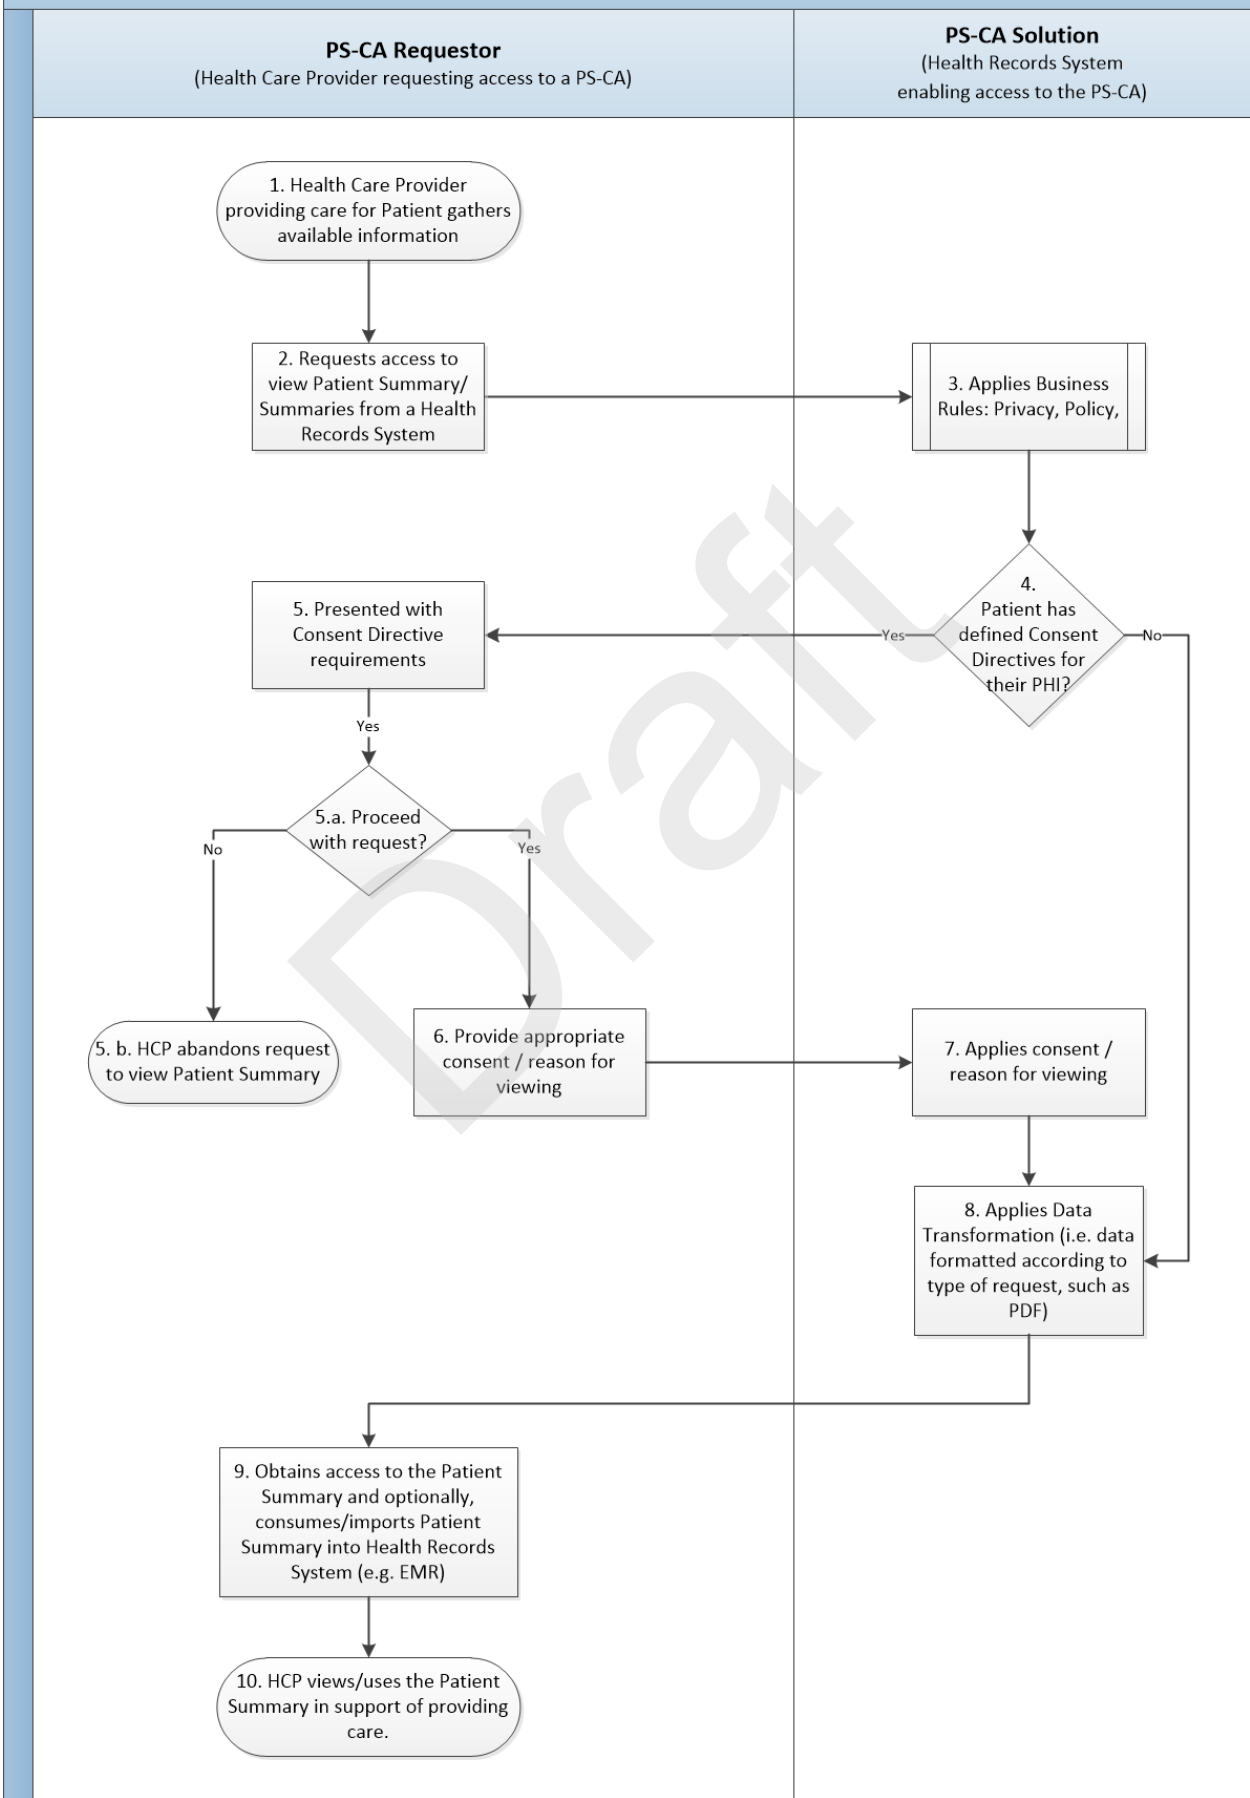 PS-CA Requestor
(Health Care Provider requesting access to a PS-CA)
PS-CA Solution
(Health Records System
enabling access to the PS-CA)
1. Health Care Provider
providing care for Patient gathers
available information
2. Requests access to
view Patient Summary/
Summaries from a Health
Records System
3. Applies Business
Rules: Privacy, Policy,
4.
Patient has
defined Consent
Directives for
their PHI?
Yes
No
5. Presented with
Consent Directive
requirements
Yes
5.a. Proceed
with request?
No
Yes
5. b. HCP abandons request
to view Patient Summary
6. Provide appropriate
consent / reason for
viewing
7. Applies consent /
reason for viewing
8. Applies Data
Transformation (i.e. data
formatted according to
type of request, such as
PDF)
9. Obtains access to the Patient
Summary and optionally,
consumes/imports Patient
Summary into Health Records
System (e.g. EMR)
10. HCP views/uses the Patient
Summary in support of providing
care.
Draft